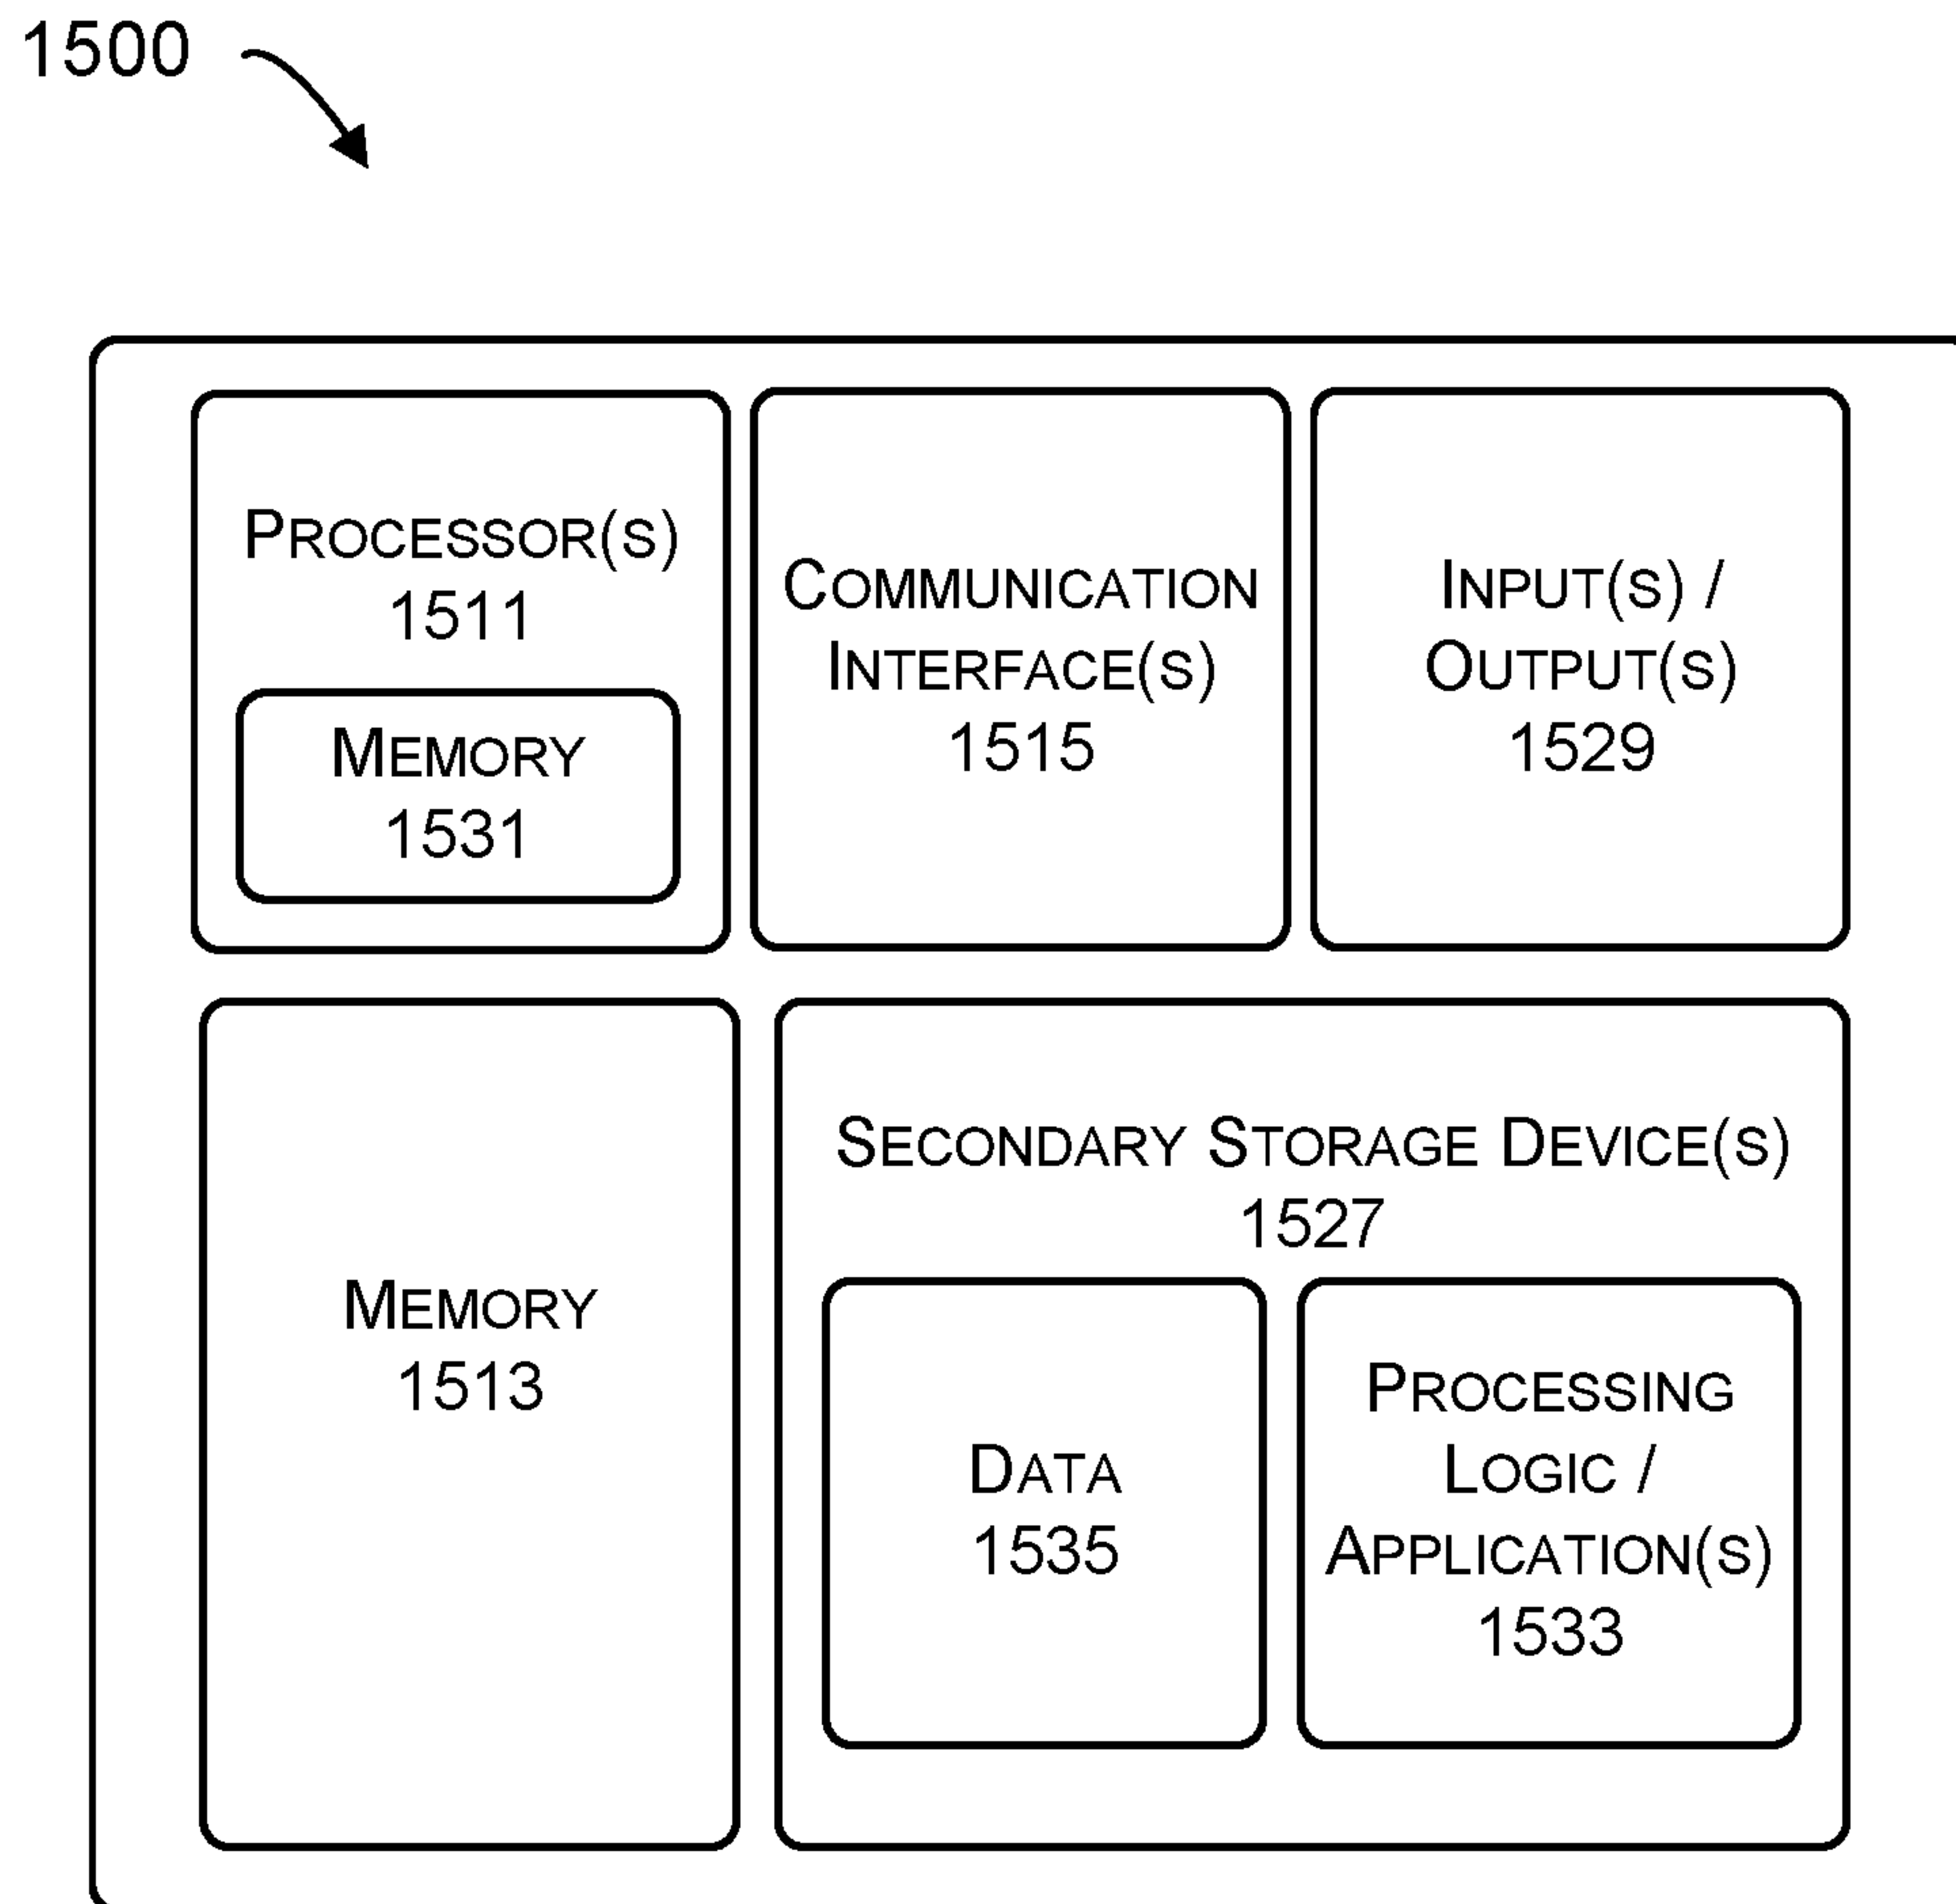 1500
PROCESSOR(S)
1511
MEMORY
1531
COMMUNICATION
INTERFACE(S)
1515
INPUT(S) /
OUTPUT(S)
1529
MEMORY
1513
SECONDARY STORAGE DEVICE(S)
1527
DATA
1535
PROCESSING
LOGIC /
APPLICATION(S)
1533